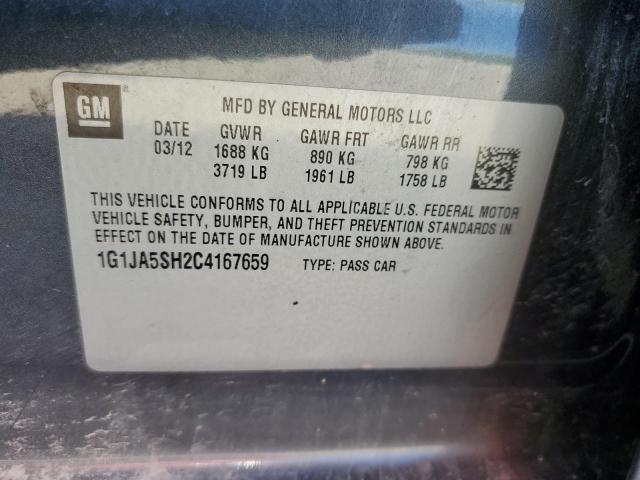 GM
MFD BY GENERAL MOTORS LLC
DATE GVWR GAWR FRT GAWR RR
03/12 1688 KG 890 KG 798 KG
3719 LB 1961 LB 1758 LB
THIS VEHICLE CONFORMS TO ALL APPLICABLE U.S. FEDERAL MOTOR
VEHICLE SAFETY, BUMPER, AND THEFT PREVENTION STANDARDS
IN EFFECT ON THE DATE OF MANUFACTURE SHOWN ABOVE.
1G1JA5SH2C4167659 TYPE: PASS CAR